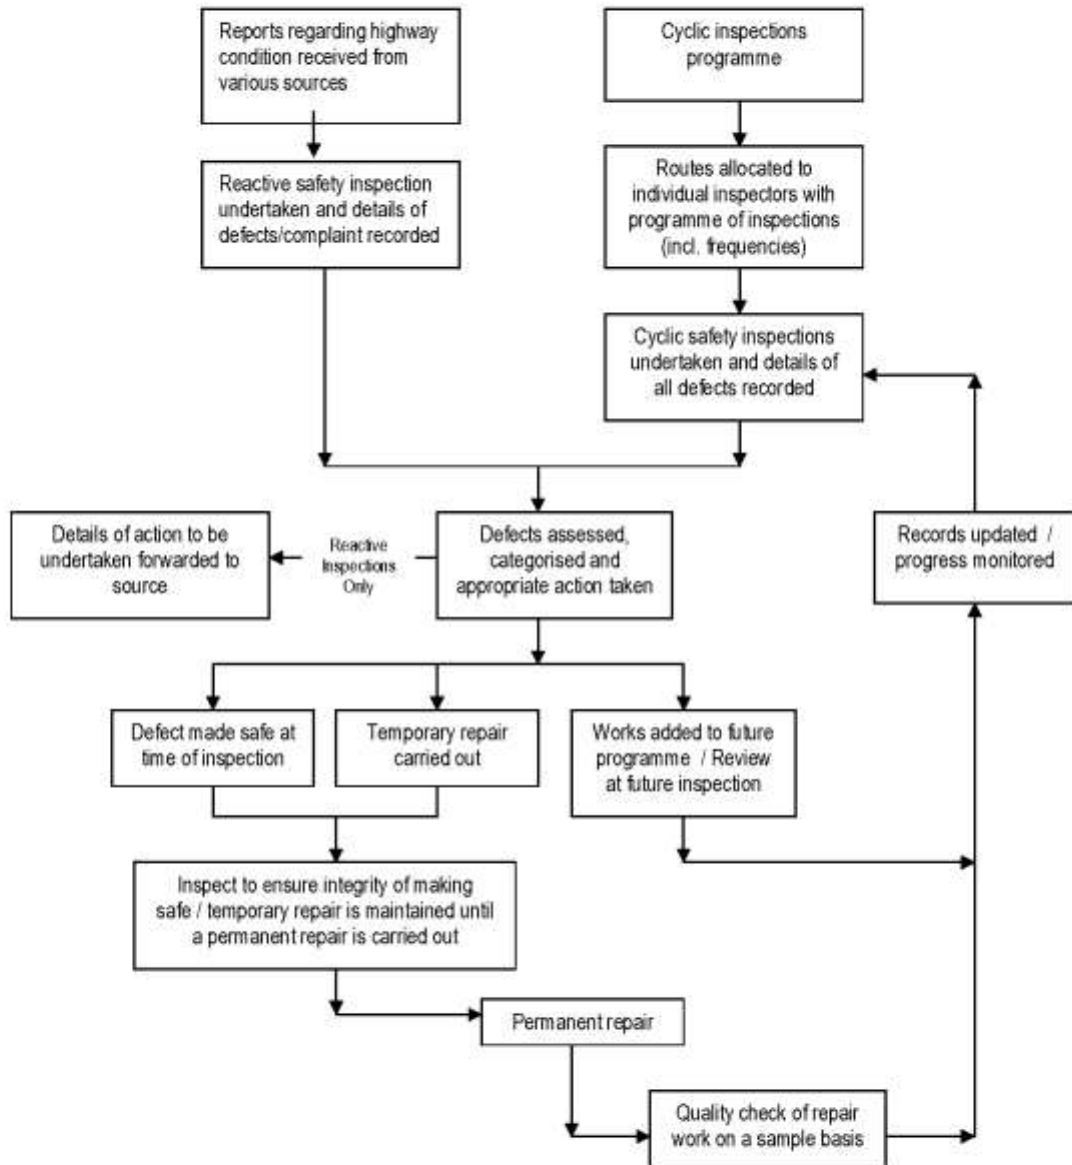 Reports regarding highway
condition received from
various sources
Cyclic inspections
programme
Reactive safety inspection
undertaken and details of
defects/complaint recorded
Routes allocated to
individual inspectors with
programme of inspections
(incl. frequencies)
Cyclic safety inspections
undertaken and details of
all defects recorded
Details of action to be
undertaken forwarded to
source
Reactive
Inspections
Only
Defects assessed,
categorised and
appropriate action taken
Records updated /
progress monitored
Defect made safe at
time of inspection
Temporary repair
carried out
Works added to future
programme / Review
at future inspection
Inspect to ensure integrity of making
safe / temporary repair is maintained until
a permanent repair is carried out
Permanent repair
Quality check of repair
work on a sample basis